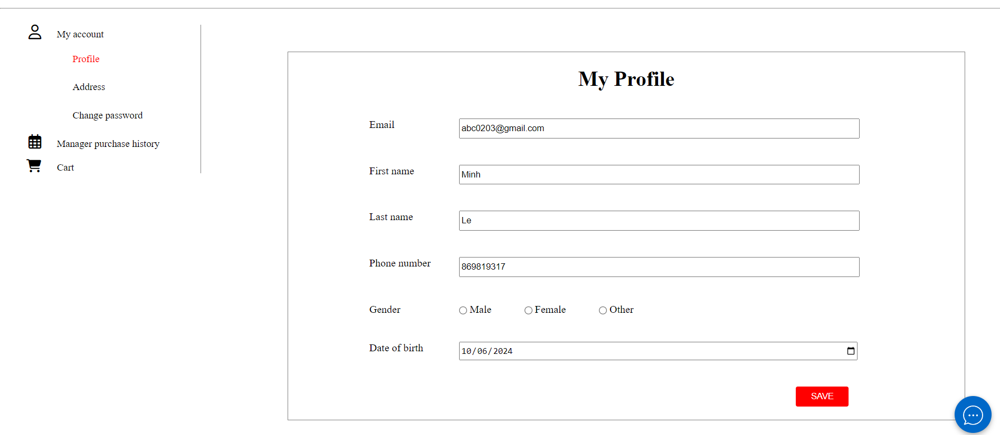 My account
Profile
Address
Change password
Manager purchase history
Cart
My Profile
Email
abc0203@gmail.com
First name
Minh
Last name
Le
Phone number
869819317
Gender
Male Female Other
Date of birth
10/06/2024
SAVE